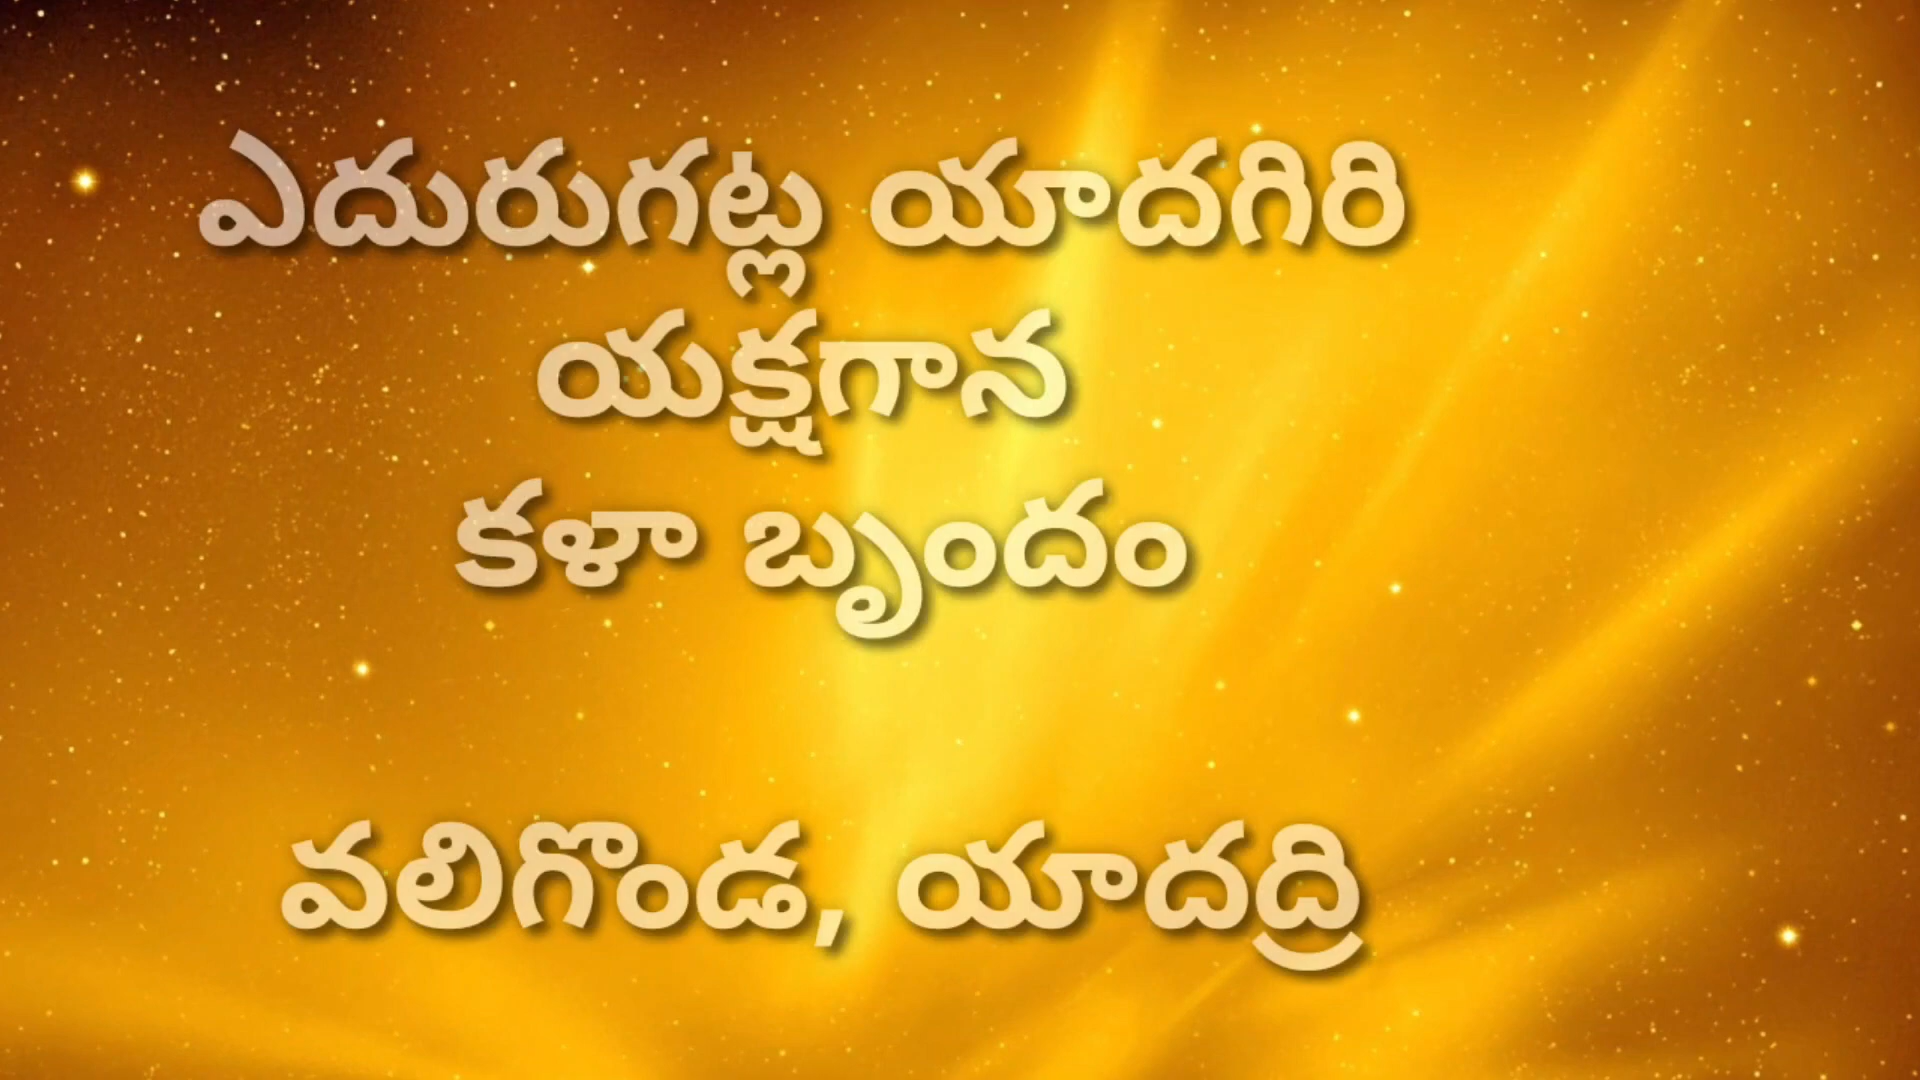 ఎదురుగట్ల యాదగిరి
యక్షగాన
కళా బృందం
వలిగొండ, యాదద్రి